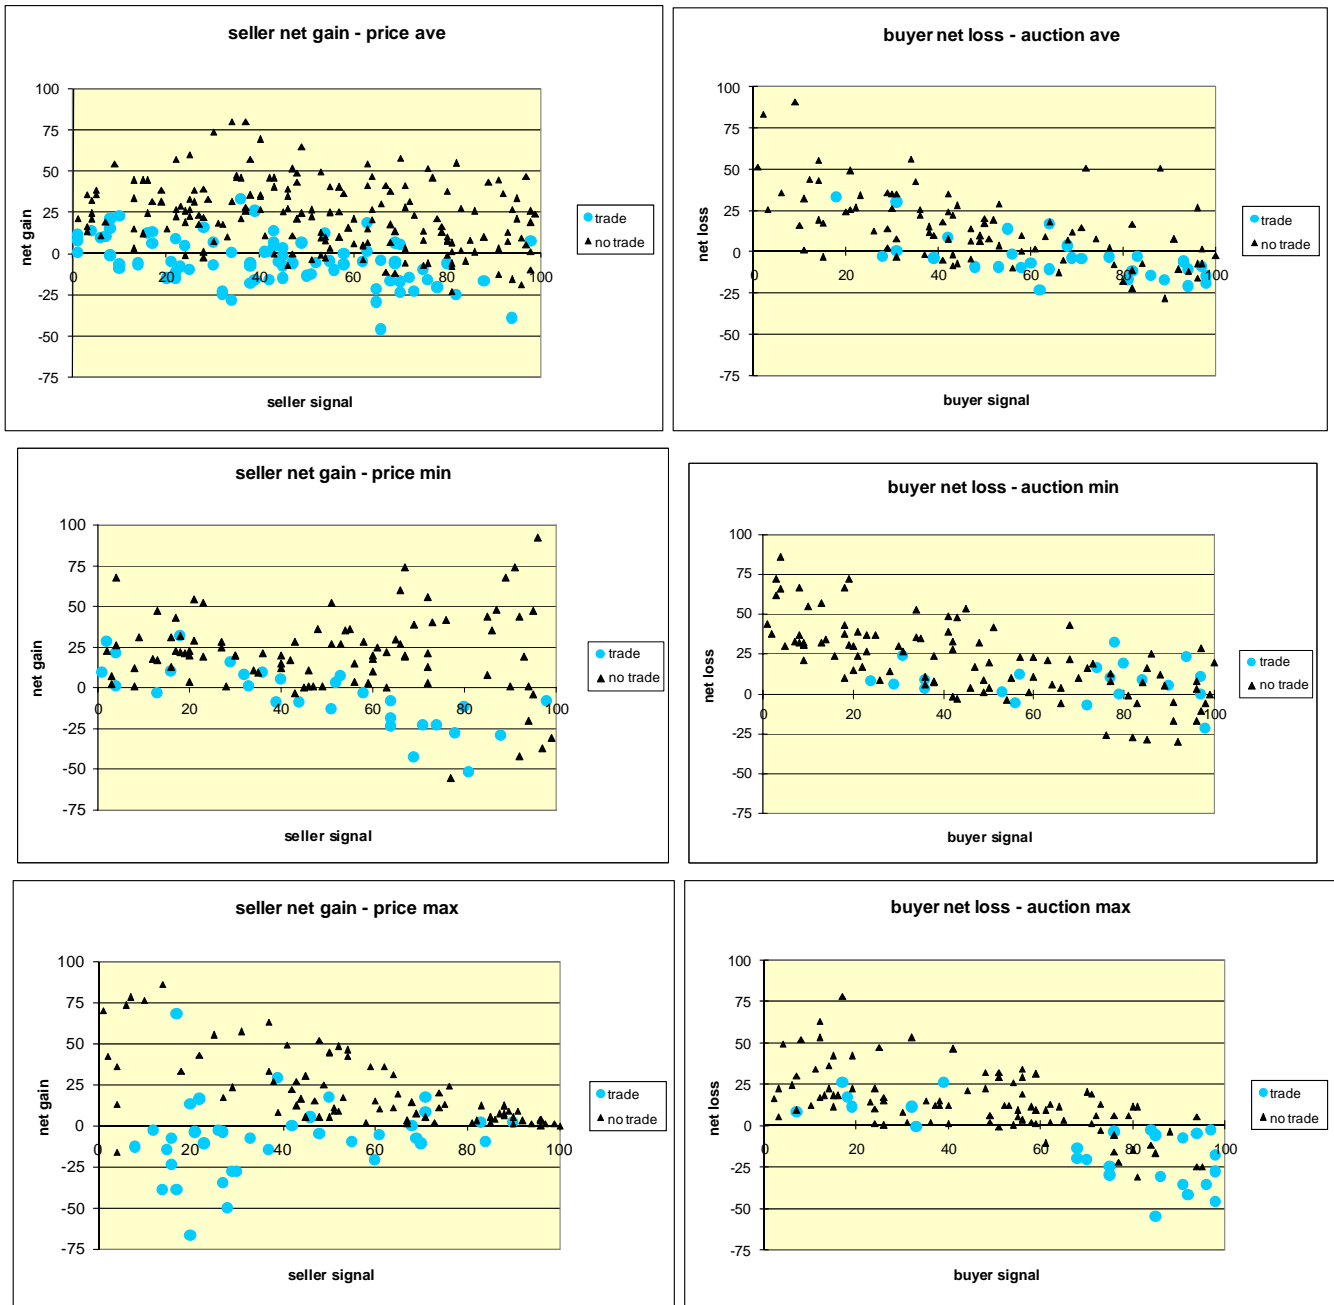 seller net gain - price ave
100
75
50
25
0
-25
-50
-75
0
20
40
60
80
100
net gain
seller signal
trade
no trade
buyer net loss - auction ave
100
75
50
25
0
-25
-50
-75
0
20
40
60
80
100
net loss
buyer signal
trade
no trade
seller net gain - price min
100
75
50
25
0
-25
-50
-75
0
20
40
60
80
100
net gain
seller signal
trade
no trade
buyer net loss - auction min
100
75
50
25
0
-25
-50
-75
0
20
40
60
80
100
net loss
buyer signal
trade
no trade
seller net gain - price max
100
75
50
25
0
-25
-50
-75
0
20
40
60
80
100
net gain
seller signal
trade
no trade
buyer net loss - auction max
100
75
50
25
0
-25
-50
-75
0
20
40
60
80
100
net loss
buyer signal
trade
no trade